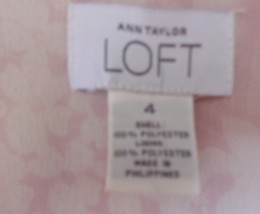 ANN TAYLOR
LOFT
4
SHELL:
100% POLYESTER
LINING:
100% POLYESTER
MADE IN
PHILIPPINES